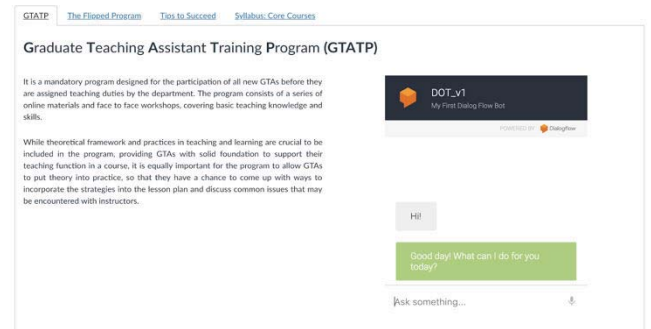 GTATP The Flipped Program Tips to Succeed Syllabus: Core Courses
Graduate Teaching Assistant Training Program (GTATP)
It is a mandatory program designed for the participation of all new GTAs before they
are assigned teaching duties by the department. The program consists of a series of
online materials and face to face workshops, covering basic teaching knowledge and
skills.
While theoretical framework and practices in teaching and learning are crucial to be
included in the program, providing GTAs with solid foundation to support their
teaching function in a course, it is equally important for the program to allow GTAs
to put theory into practice, so that they have a chance to come up with ways to
incorporate the strategies into the lesson plan and discuss common issues that may
be encountered with instructors.
DOT_v1
My First Dialog Flow Bot
POWERED BY Dialogflow
Hi!
Good day! What can I do for you
today?
Ask something...